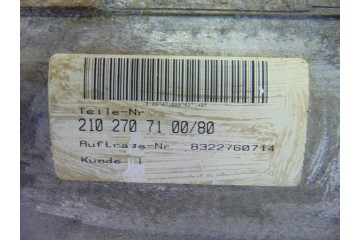 Teile-Nr
210 270 71 00/80
Auftrags-Nr 8322760714
Kunde 1